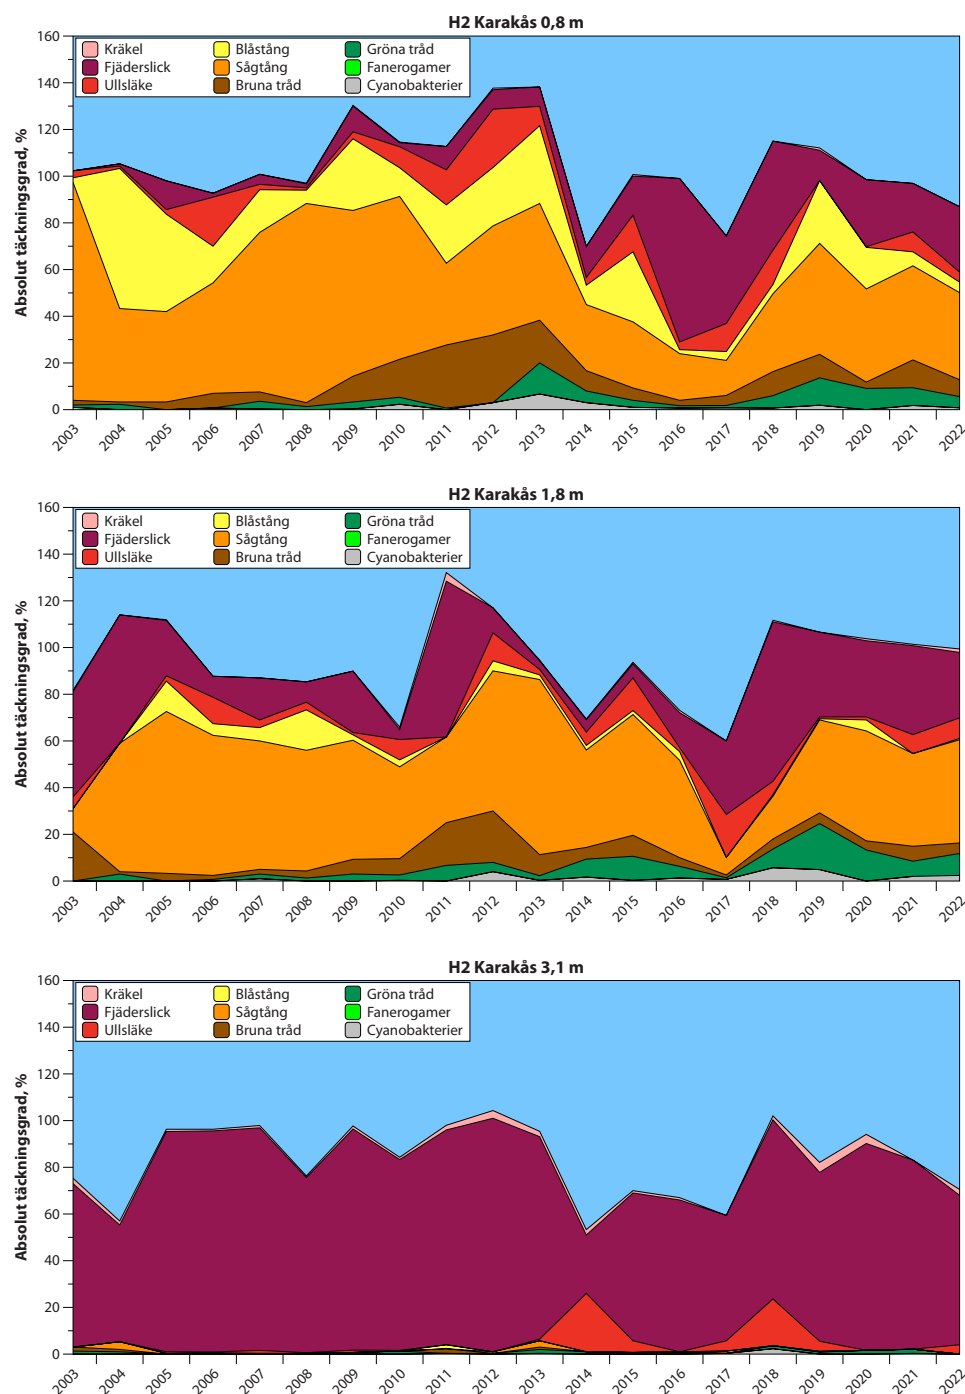 H2 Karakås 0,8 m
160
140
120
100
80
60
40
20
0
Absolut täckningsgrad, %
Kräkel Blåstång Gröna tråd
Fjäderslick Sågtång Fanerogamer
Ullsläke Bruna tråd Cyanobakterier
2003 2004 2005 2006 2007 2008 2009 2010 2011 2012 2013 2014 2015 2016 2017 2018 2019 2020 2021 2022
H2 Karakås 1,8 m
160
140
120
100
80
60
40
20
0
Absolut täckningsgrad, %
Kräkel Blåstång Gröna tråd
Fjäderslick Sågtång Fanerogamer
Ullsläke Bruna tråd Cyanobakterier
2003 2004 2005 2006 2007 2008 2009 2010 2011 2012 2013 2014 2015 2016 2017 2018 2019 2020 2021 2022
H2 Karakås 3,1 m
160
140
120
100
80
60
40
20
0
Absolut täckningsgrad, %
Kräkel Blåstång Gröna tråd
Fjäderslick Sågtång Fanerogamer
Ullsläke Bruna tråd Cyanobakterier
2003 2004 2005 2006 2007 2008 2009 2010 2011 2012 2013 2014 2015 2016 2017 2018 2019 2020 2021 2022